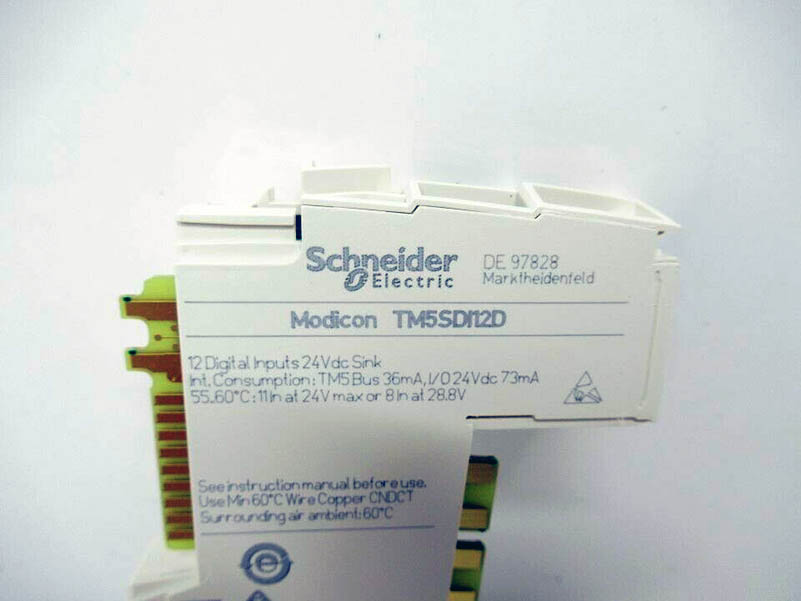 Schneider
Electric
DE 97828
Marktheidenfeld
Modicon TM5SDI12D
12 Digital Inputs 24Vdc Sink
Int. Consumption: TM5 Bus 36mA, I/O 24Vdc 73mA
55..60°C: 11 In at 24V max or 8 In at 28.8V
See instruction manual before use.
Use Min 60°C Wire Copper CNDCT
Surrounding air ambient: 60°C